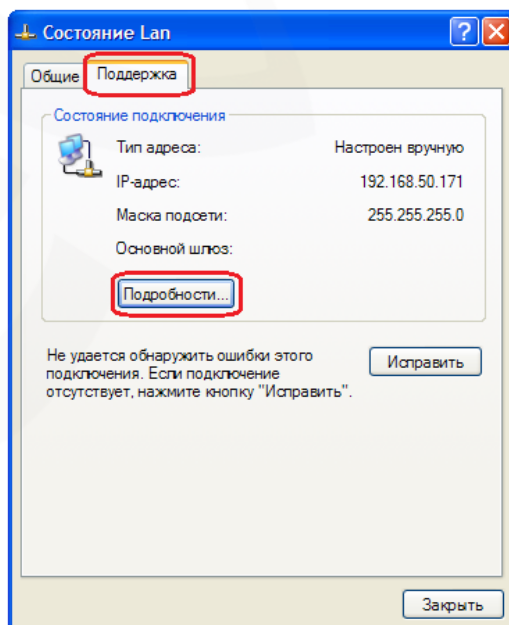 Состояние Lan
Общие Поддержка
Состояние подключения
Тип адреса: Настроен вручную
IP-адрес: 192.168.50.171
Маска подсети: 255.255.255.0
Основной шлюз:
Подробности...
Не удается обнаружить ошибки этого
подключения. Если подключение
отсутствует, нажмите кнопку "Исправить".
Исправить
Закрыть